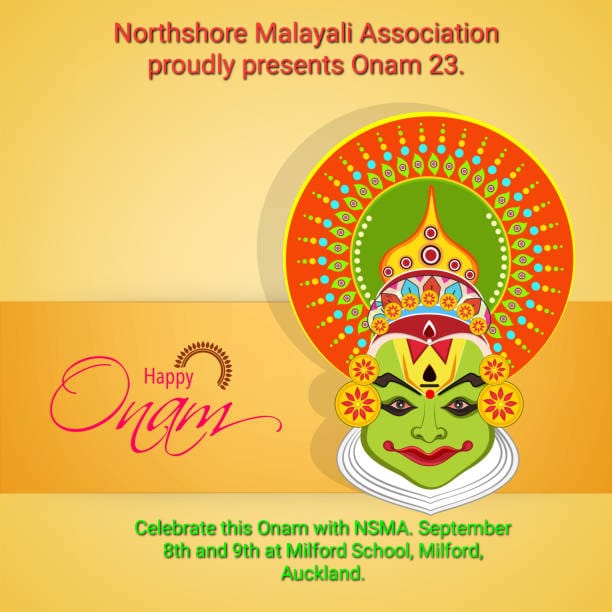 Northshore Malayali Association
proudly presents Onam 23.
Happy
Onam
Celebrate this Onam with NSMA. September
8th and 9th at Milford School, Milford,
Auckland.